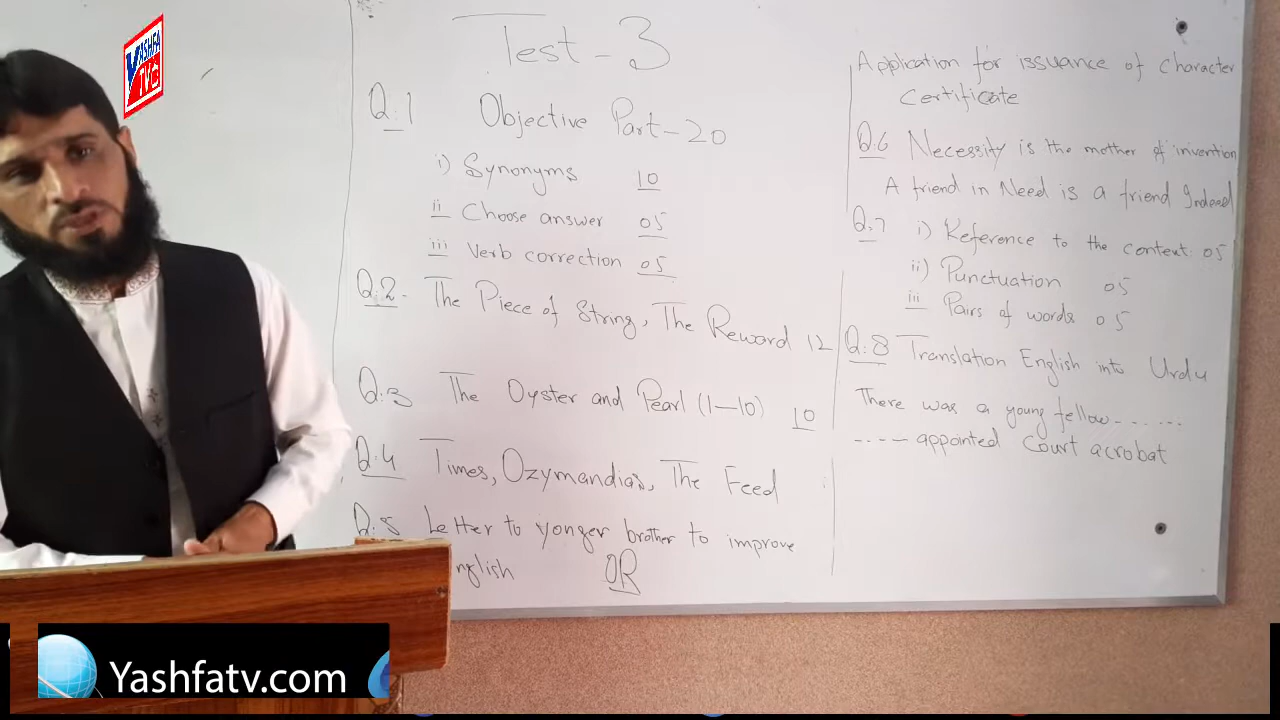 YASHFA
TV
Test - 3
Q:1 Objective Part - 20
i) Synonyms 10
ii Choose answer 05
iii Verb correction 05
Q:2 - The Piece of String, The Reward 12
Q:3 The Oyster and Pearl (1-10) 10
Q:4 Times, Ozymandias, The Feed
Q:5 Letter to yonger brother to improve
nglish OR
Application for issuance of character
Certificate
Q:6 Necessity is the mother of invention
A friend in Need is a friend Indeed
Q:7 i) Reference to the context 05
ii) Punctuation 05
iii Pairs of words 05
Q:8 Translation English into Urdu
There was a young fellow - - - - - -
- - - - appointed Court acrobat
Yashfatv.com